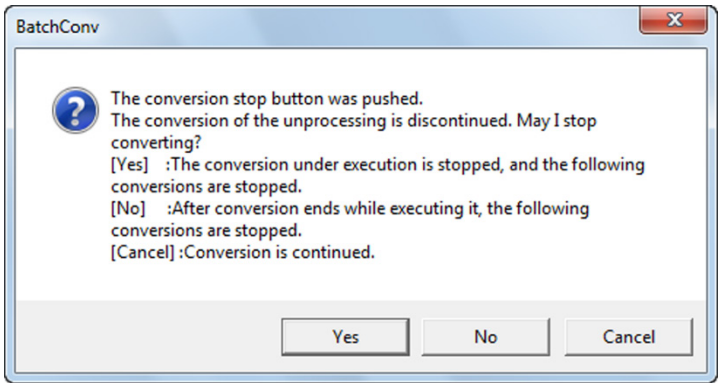 BatchConv
The conversion stop button was pushed.
The conversion of the unprocessing is discontinued. May I stop
converting?
[Yes] :The conversion under execution is stopped, and the following
conversions are stopped.
[No] :After conversion ends while executing it, the following
conversions are stopped.
[Cancel] :Conversion is continued.
Yes No Cancel